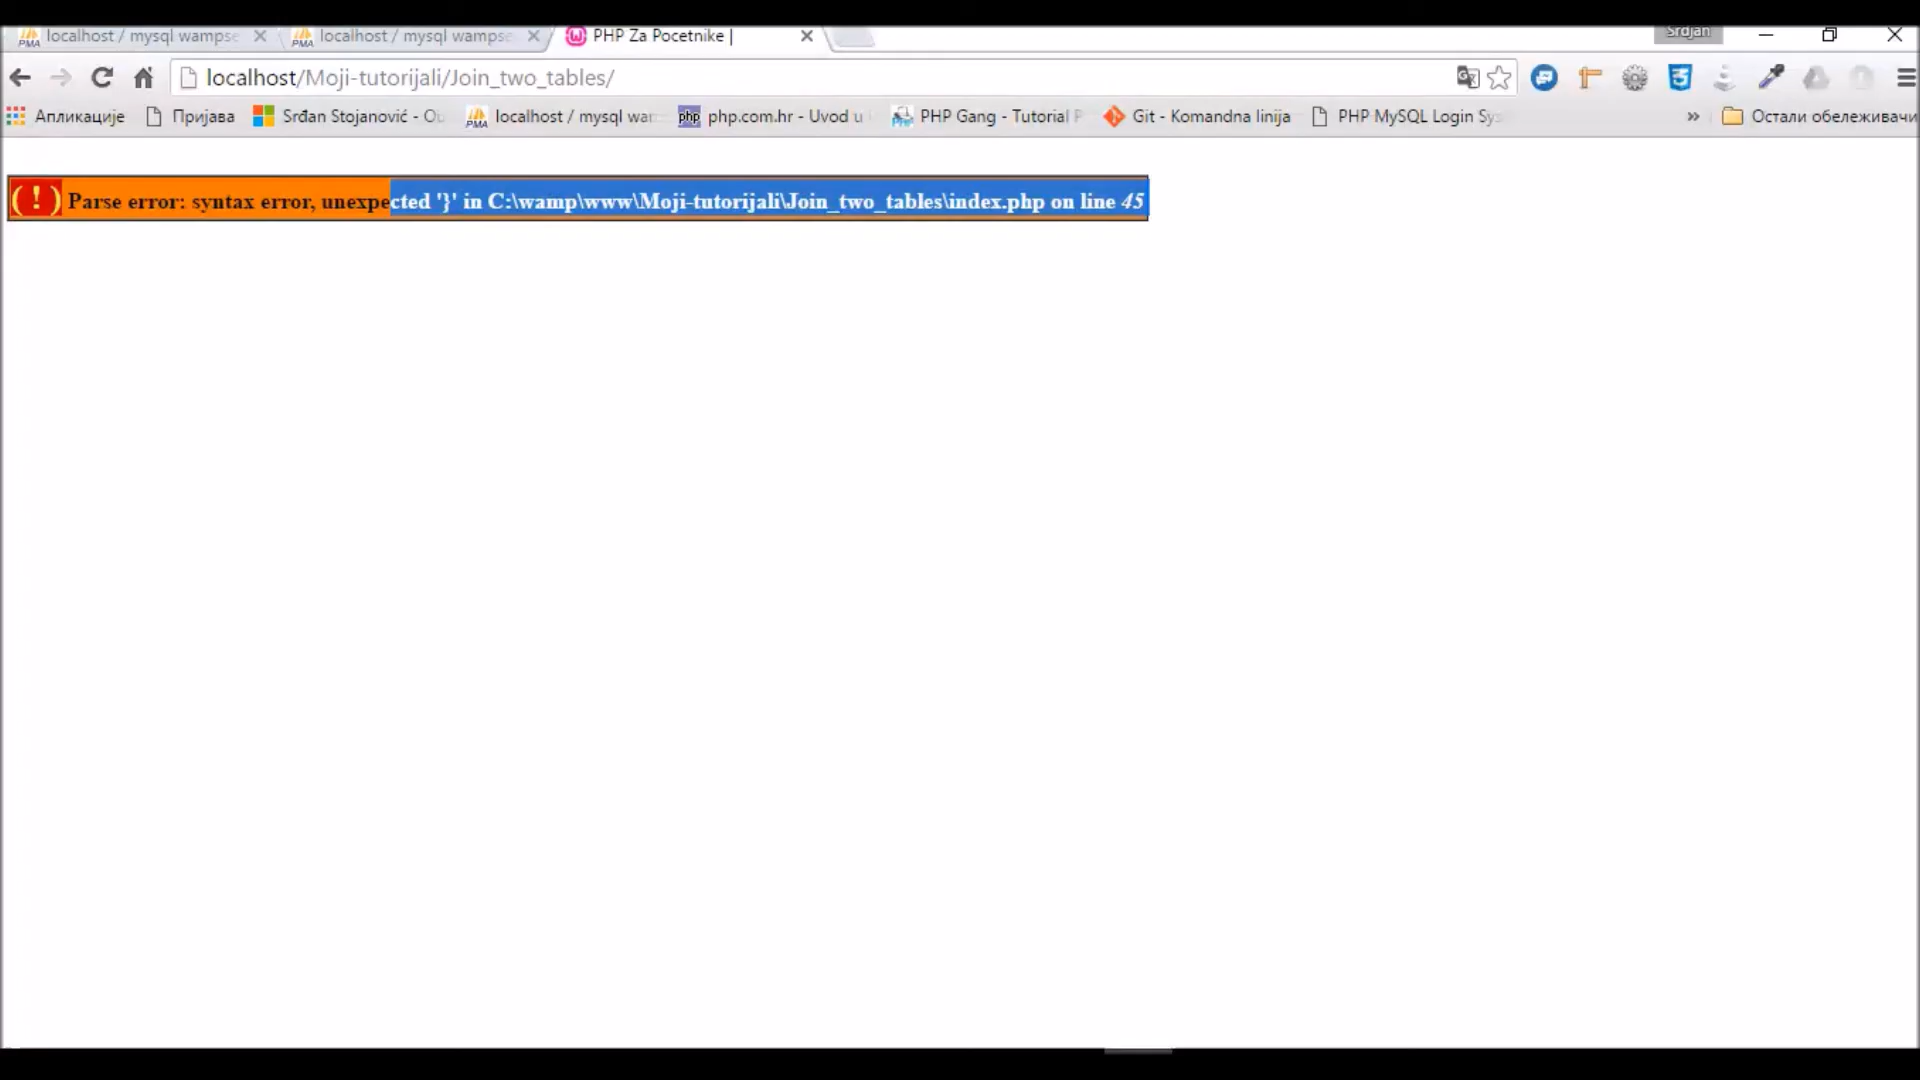 localhost / mysql wampse localhost / mysql wampse PHP Za Pocetnike | Srdjan
localhost/Moji-tutorijali/Join_two_tables/
Апликације Пријава Srđan Stojanović - Ou localhost / mysql wam php.com.hr - Uvod u PHP Gang - Tutorial P Git - Komandna linija PHP MySQL Login Sys » Остали обележивачи
( ! ) Parse error: syntax error, unexpected '}' in C:\wamp\www\Moji-tutorijali\Join_two_tables\index.php on line 45